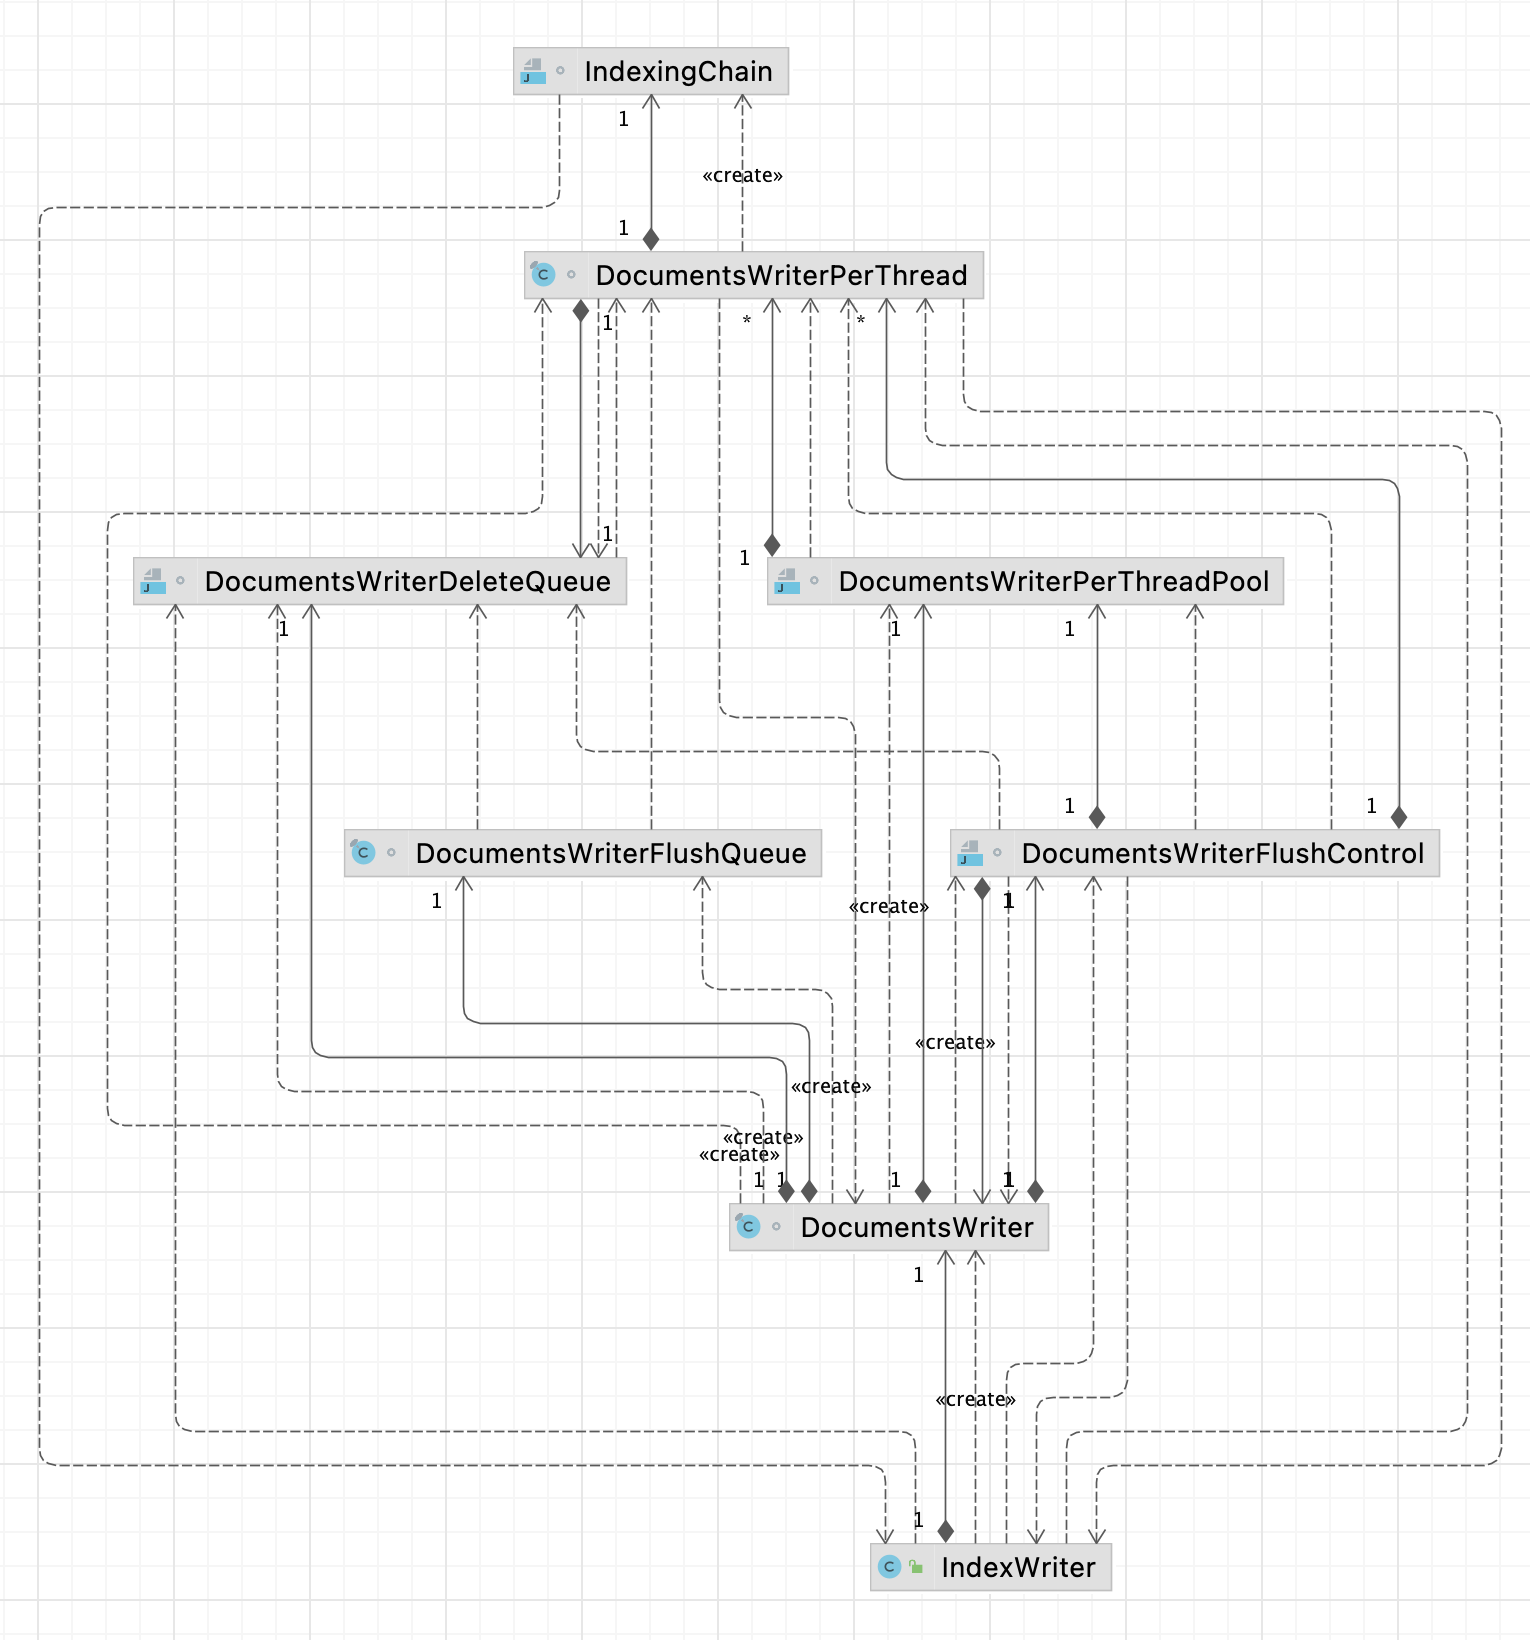 IndexingChain
1
«create»
1
DocumentsWriterPerThread
1
*
*
1
1
DocumentsWriterDeleteQueue
DocumentsWriterPerThreadPool
1
1
1
1
1
DocumentsWriterFlushQueue
DocumentsWriterFlushControl
1
«create»
1
1
«create»
«create»
«create»
«create»
1
1
1
1
1
DocumentsWriter
1
«create»
1
IndexWriter